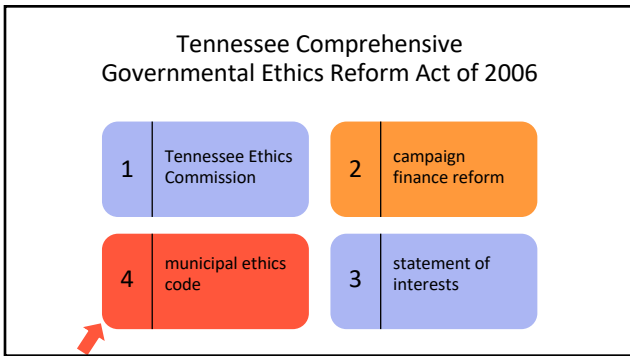 Tennessee Comprehensive
Governmental Ethics Reform Act of 2006
1
Tennessee Ethics
Commission
2
campaign
finance reform
4
municipal ethics
code
3
statement of
interests